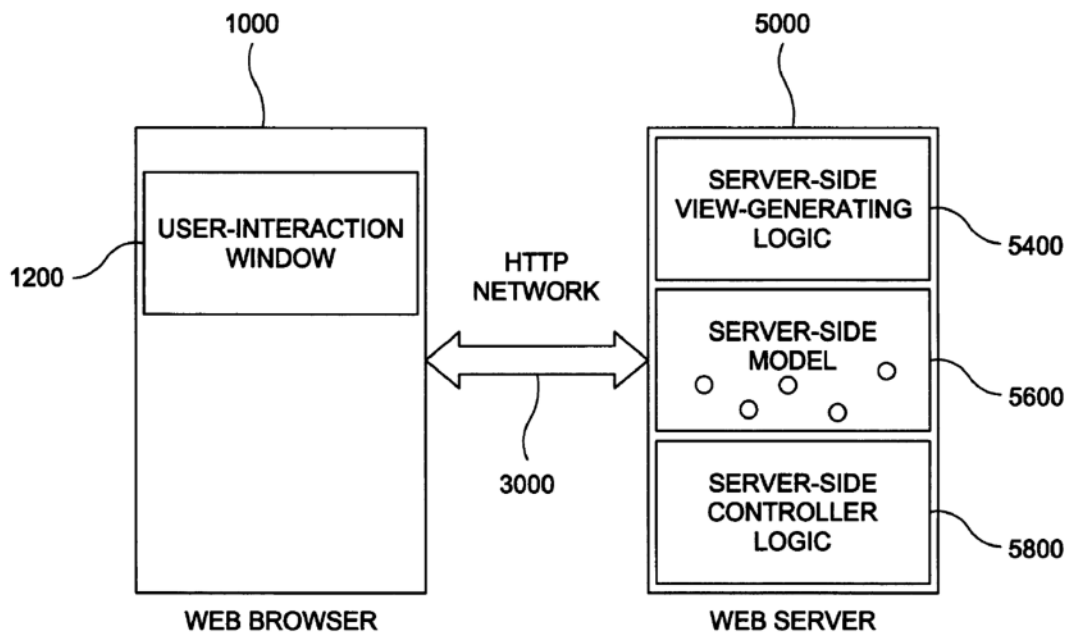 1000
5000
USER-INTERACTION
WINDOW
1200
HTTP
NETWORK
3000
SERVER-SIDE
VIEW-GENERATING
LOGIC
5400
SERVER-SIDE
MODEL
5600
SERVER-SIDE
CONTROLLER
LOGIC
5800
WEB BROWSER
WEB SERVER